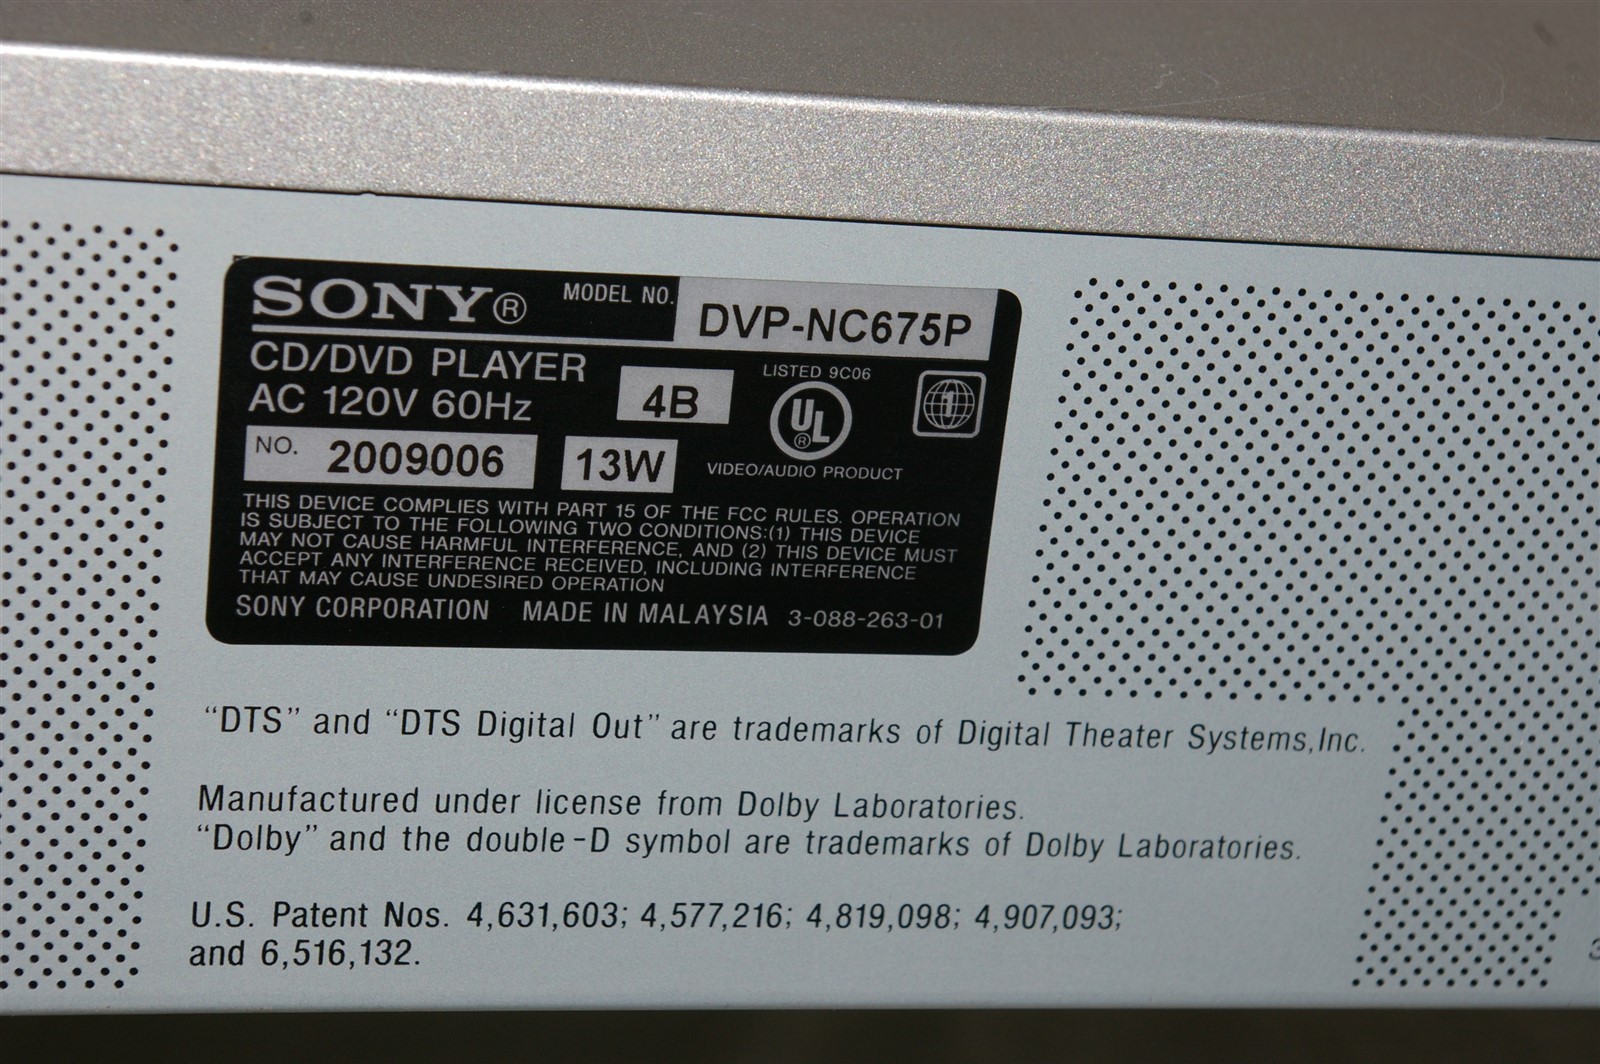 SONY® MODEL NO. DVP-NC675P
CD/DVD PLAYER
AC 120V 60Hz 4B
LISTED 9C06
UL®
1
NO. 2009006 13W
VIDEO/AUDIO PRODUCT
THIS DEVICE COMPLIES WITH PART 15 OF THE FCC RULES. OPERATION
IS SUBJECT TO THE FOLLOWING TWO CONDITIONS:(1) THIS DEVICE
MAY NOT CAUSE HARMFUL INTERFERENCE, AND (2) THIS DEVICE MUST
ACCEPT ANY INTERFERENCE RECEIVED, INCLUDING INTERFERENCE
THAT MAY CAUSE UNDESIRED OPERATION
SONY CORPORATION MADE IN MALAYSIA 3-088-263-01
“DTS” and “DTS Digital Out” are trademarks of Digital Theater Systems,Inc.
Manufactured under license from Dolby Laboratories.
“Dolby” and the double-D symbol are trademarks of Dolby Laboratories.
U.S. Patent Nos. 4,631,603; 4,577,216; 4,819,098; 4,907,093;
and 6,516,132.